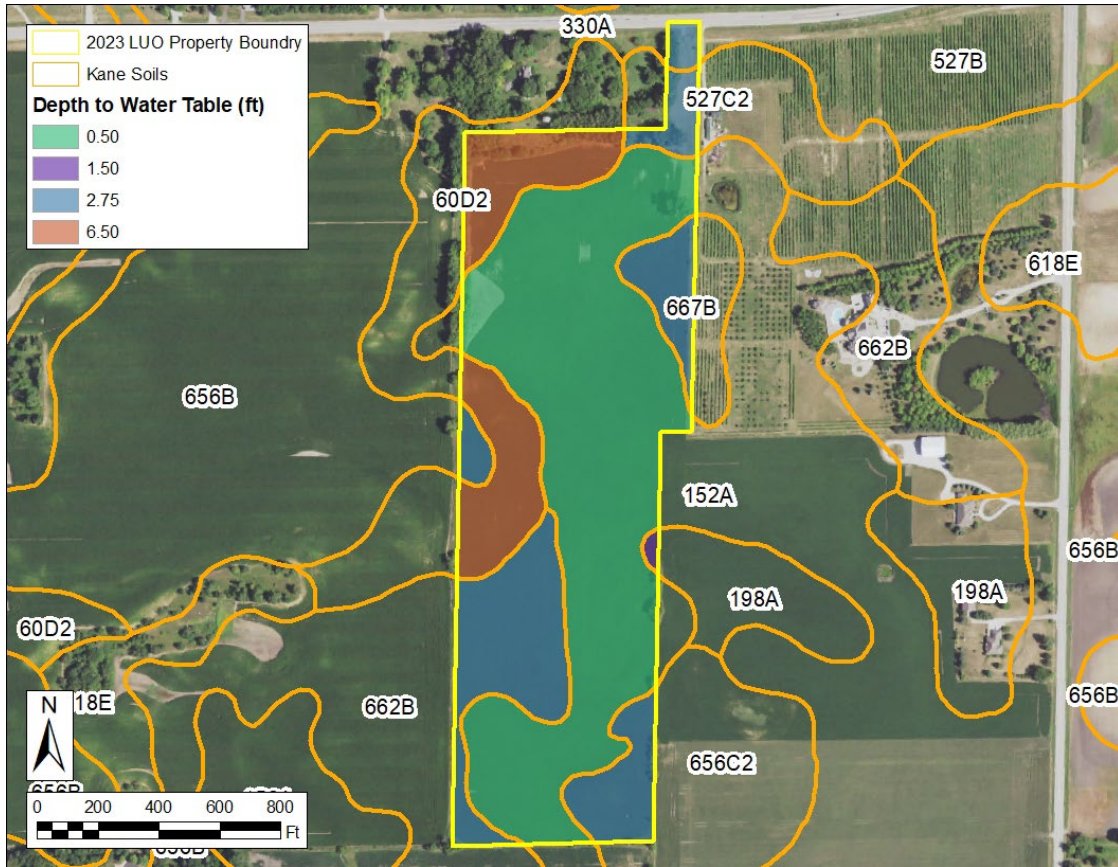 2023 LUO Property Boundry
Kane Soils
Depth to Water Table (ft)
0.50
1.50
2.75
6.50
330A
527B
527C2
60D2
618E
667B
662B
656B
152A
656B
198A
198A
60D2
18E
662B
656B
656C2
656B
N
0 200 400 600 800
Ft